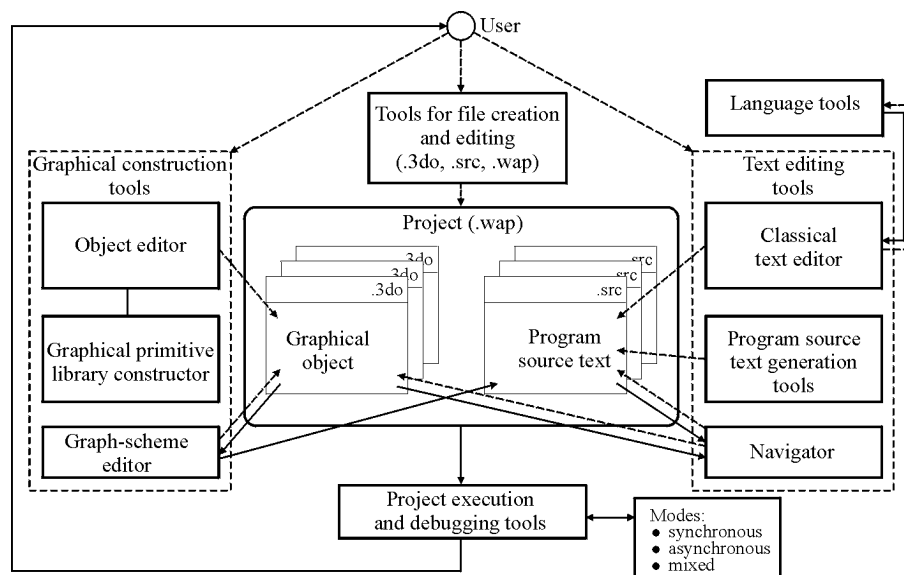 User
Tools for file creation
and editing
(.3do, .src, .wap)
Language tools
Graphical construction
tools
Text editing
tools
Project (.wap)
Object editor
Classical
text editor
.3do
.3do
.3do
.src
.src
.src
Graphical
object
Program
source text
Graphical primitive
library constructor
Program source
text generation
tools
Graph-scheme
editor
Navigator
Project execution
and debugging tools
Modes:
● synchronous
● asynchronous
● mixed